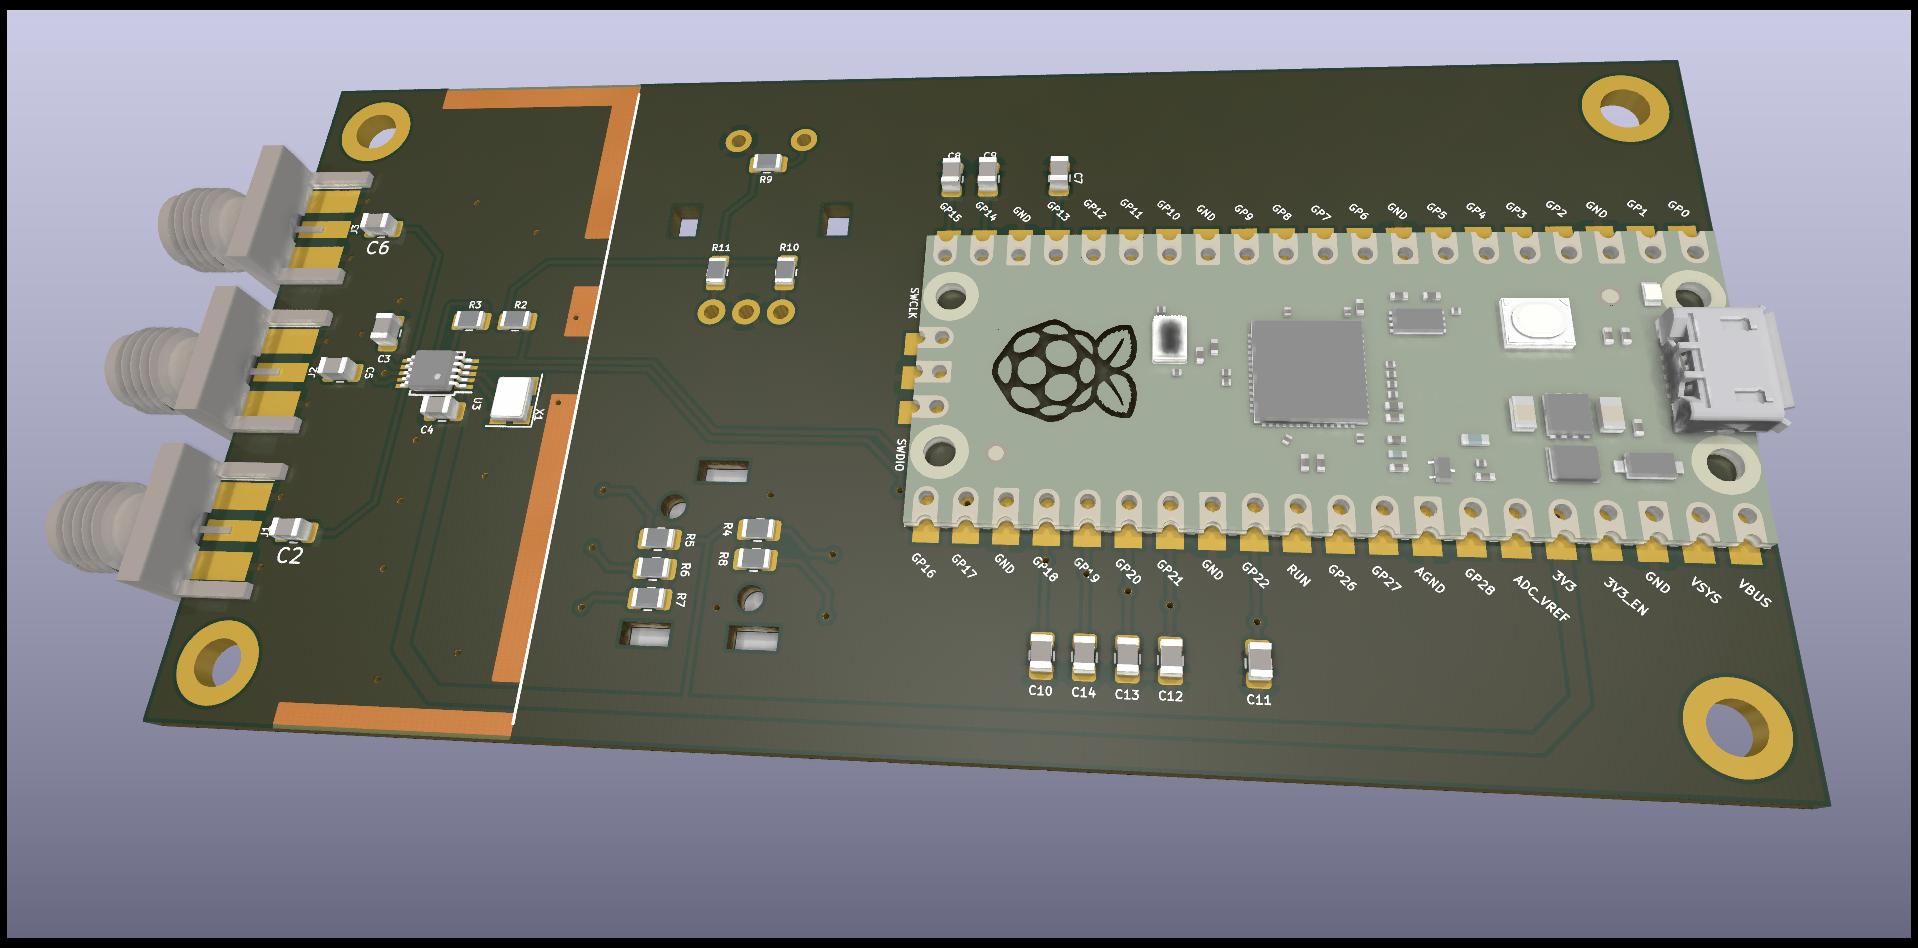 C8
C9
C7
R9
GP15
GP14
GND
GP13
GP12
GP11
GP10
GND
GP9
GP8
GP7
GP6
GND
GP5
GP4
GP3
GP2
GND
GP1
GP0
C6
R11
R10
R3
R2
SWCLK
C3
C5
U3
X1
C4
SWDIO
C2
R5
R4
R6
R8
R7
GP16
GP17
GND
GP18
GP19
GP20
GP21
GND
GP22
RUN
GP26
GP27
AGND
GP28
ADC_VREF
3V3
3V3_EN
GND
VSYS
VBUS
C10
C14
C13
C12
C11